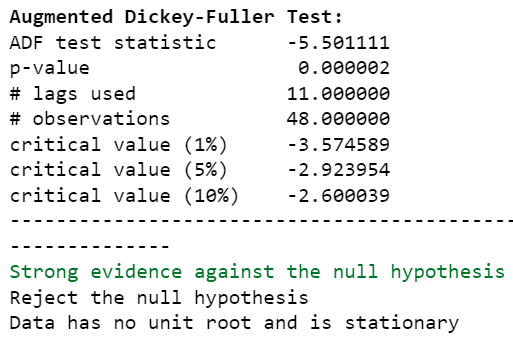 Augmented Dickey-Fuller Test:
ADF test statistic -5.501111
p-value 0.000002
# lags used 11.000000
# observations 48.000000
critical value (1%) -3.574589
critical value (5%) -2.923954
critical value (10%) -2.600039
---------------------------------------------
--------------
Strong evidence against the null hypothesis
Reject the null hypothesis
Data has no unit root and is stationary